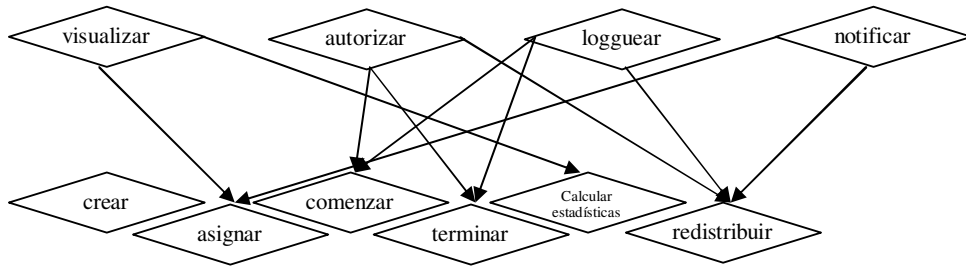 visualizar
autorizar
logguear
notificar
crear
asignar
comenzar
terminar
Calcular
estadísticas
redistribuir